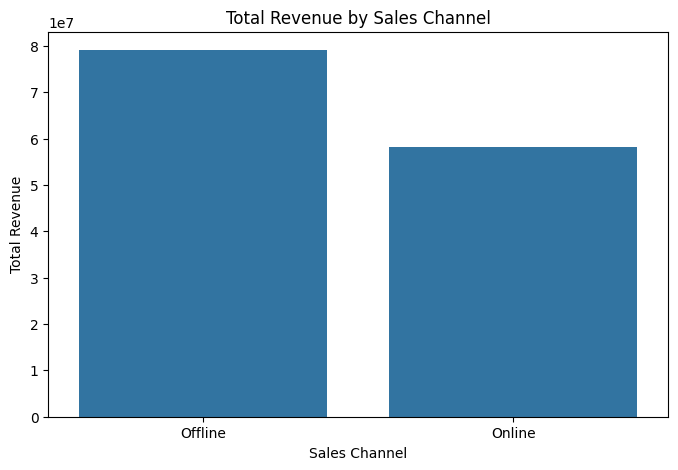 Total Revenue by Sales Channel
1e7
8
7
6
5
4
3
2
1
0
Total Revenue
Offline
Online
Sales Channel